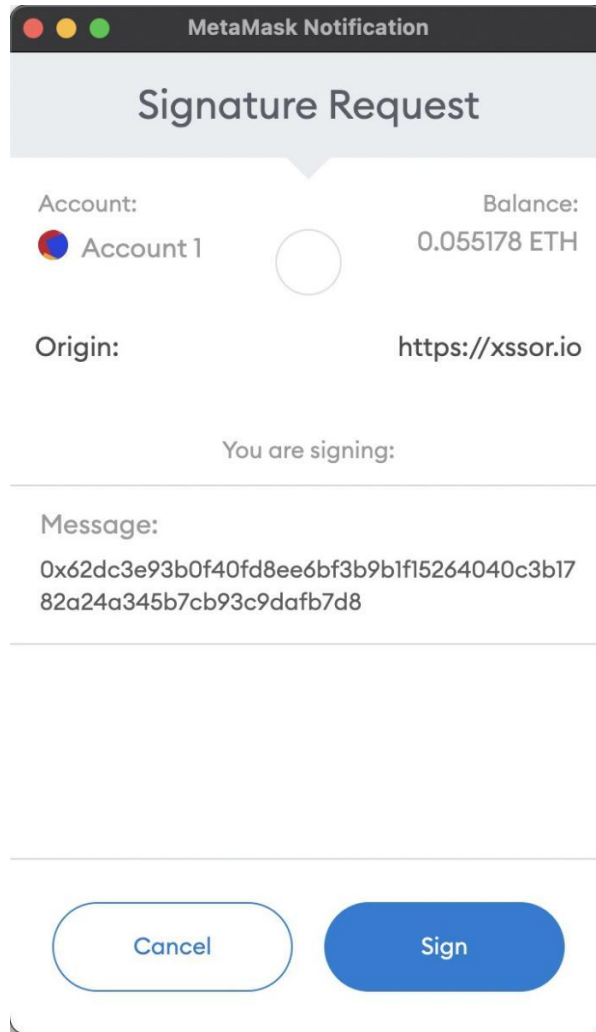 MetaMask Notification
Signature Request
Account:
Balance:
Account 1
0.055178 ETH
Origin:
https://xssor.io
You are signing:
Message:
0x62dc3e93b0f40fd8ee6bf3b9b1f15264040c3b17
82a24a345b7cb93c9dafb7d8
Cancel
Sign